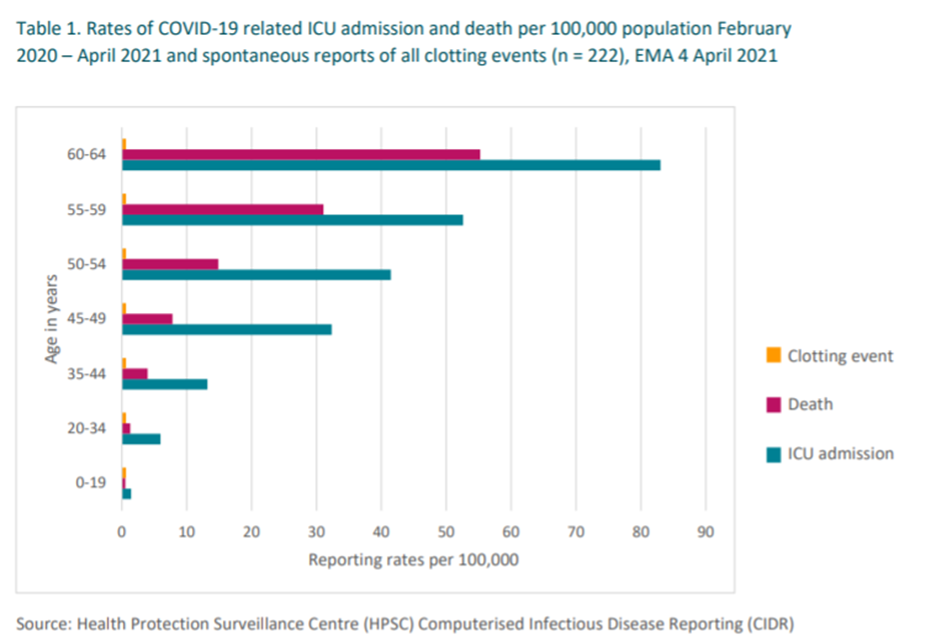 Table 1. Rates of COVID-19 related ICU admission and death per 100,000 population February
2020 – April 2021 and spontaneous reports of all clotting events (n = 222), EMA 4 April 2021
Age in years
60-64
55-59
50-54
45-49
35-44
20-34
0-19
0 10 20 30 40 50 60 70 80 90
Reporting rates per 100,000
Clotting event
Death
ICU admission
Source: Health Protection Surveillance Centre (HPSC) Computerised Infectious Disease Reporting (CIDR)